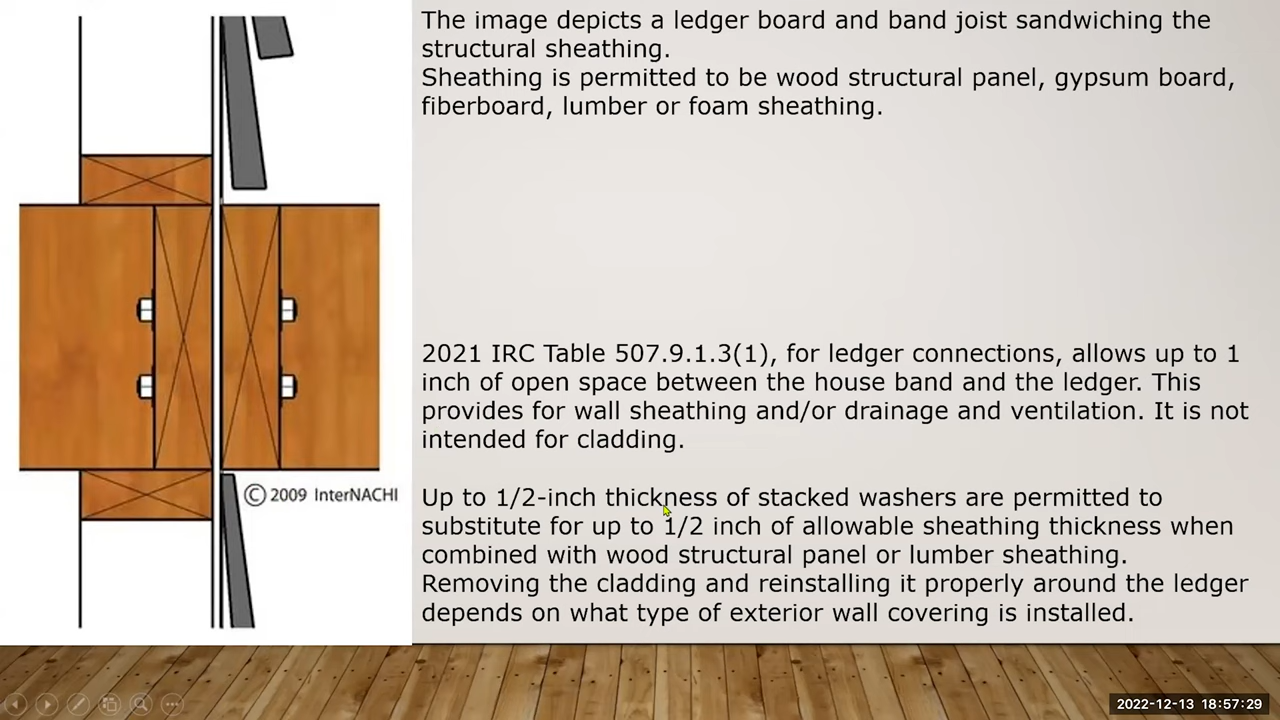 The image depicts a ledger board and band joist sandwiching the
structural sheathing.
Sheathing is permitted to be wood structural panel, gypsum board,
fiberboard, lumber or foam sheathing.
2021 IRC Table 507.9.1.3(1), for ledger connections, allows up to 1
inch of open space between the house band and the ledger. This
provides for wall sheathing and/or drainage and ventilation. It is not
intended for cladding.
© 2009 InterNACHI
Up to 1/2-inch thickness of stacked washers are permitted to
substitute for up to 1/2 inch of allowable sheathing thickness when
combined with wood structural panel or lumber sheathing.
Removing the cladding and reinstalling it properly around the ledger
depends on what type of exterior wall covering is installed.
2022-12-13 18:57:29